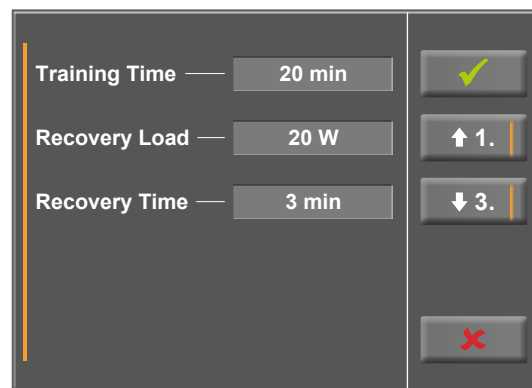 Training Time 20 min
Recovery Load 20 W
Recovery Time 3 min
1.
3.